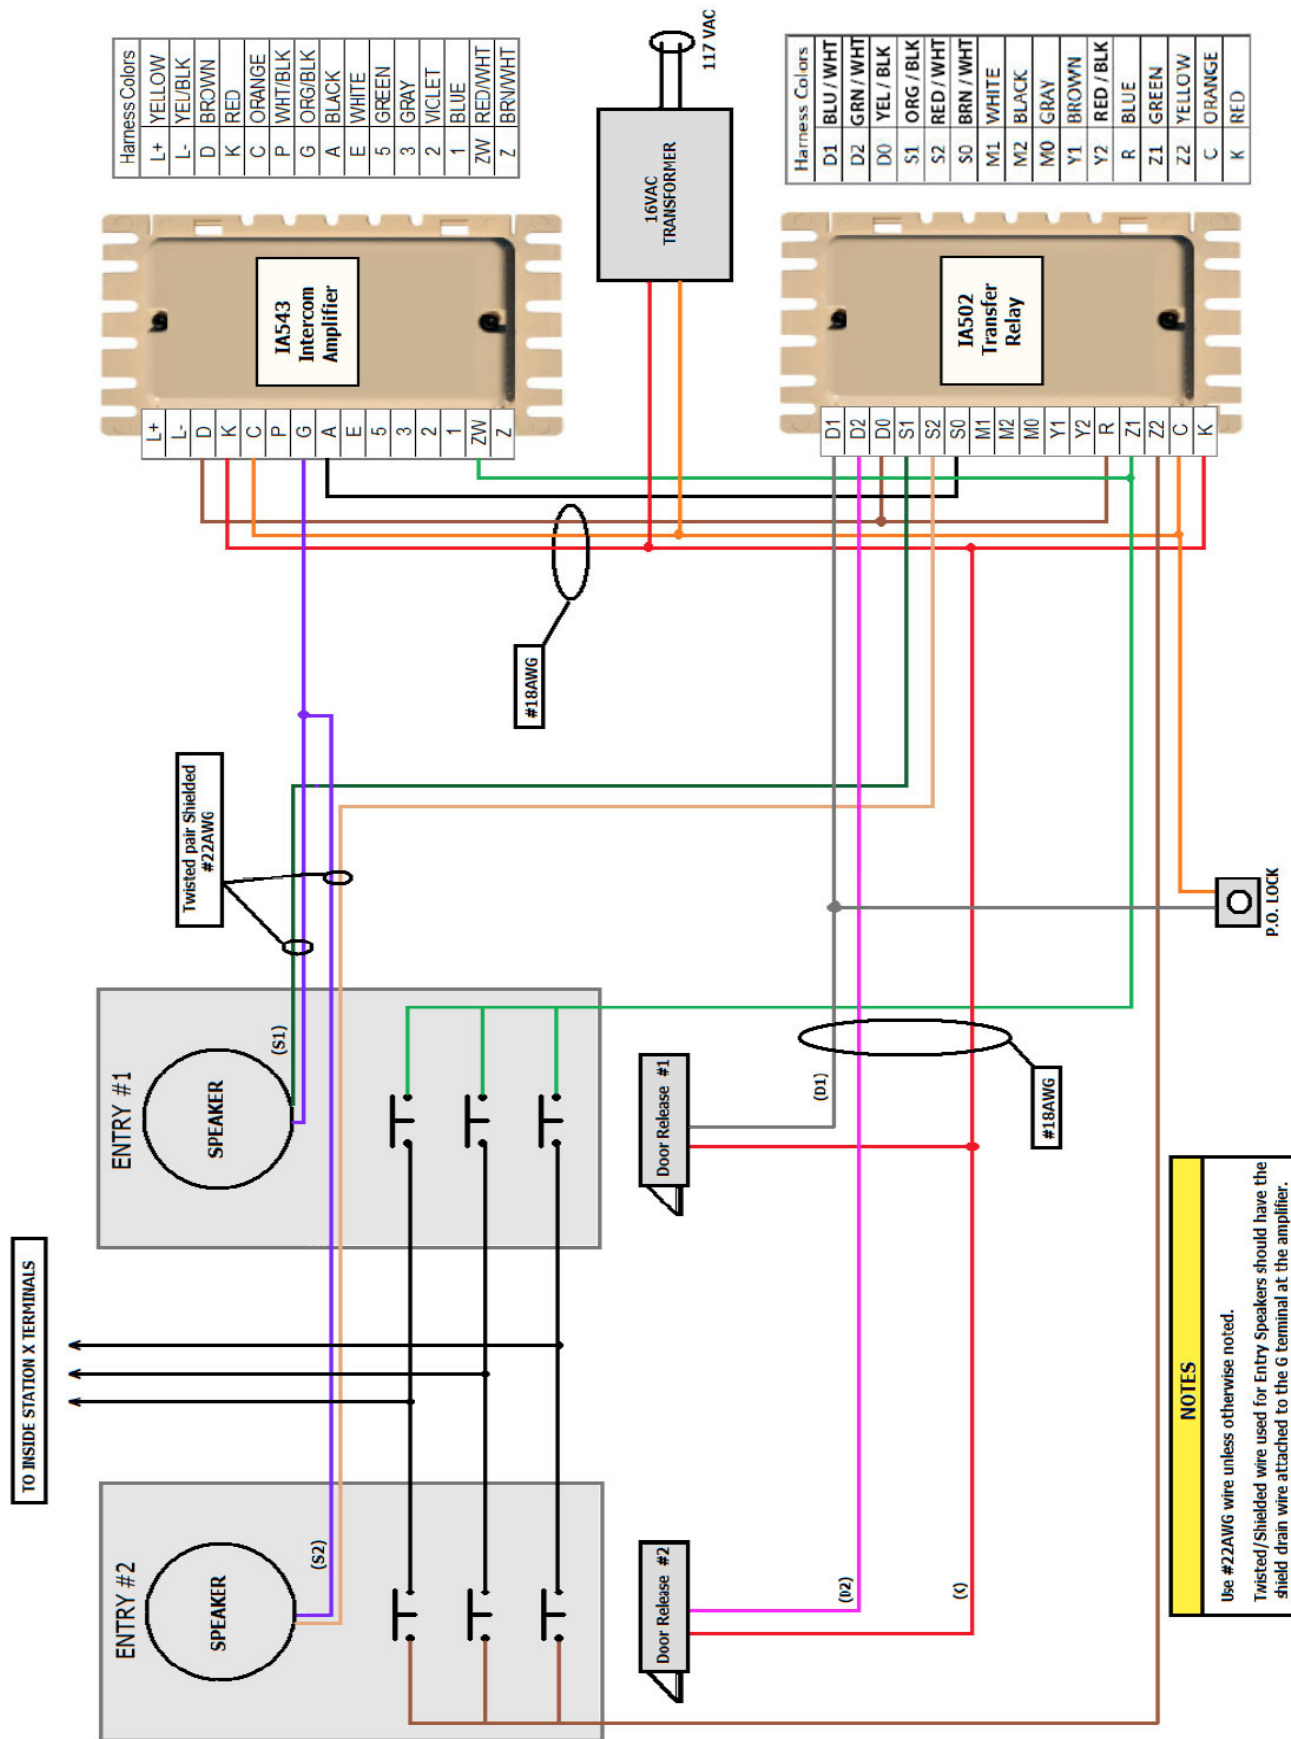 TO INSIDE STATION X TERMINALS
ENTRY #2
SPEAKER
(S2)
ENTRY #1
SPEAKER
(S1)
Twisted pair Shielded
#22AWG
#18AWG
Harness Colors
L+ YELLOW
L- YEL/BLK
D BROWN
K RED
C ORANGE
P WHT/BLK
G ORG/BLK
A BLACK
E WHITE
5 GREEN
3 GRAY
2 VIOLET
1 BLUE
ZW RED/WHT
Z BRN/WHT
IA543
Intercom
Amplifier
L+
L-
D
K
C
P
G
A
E
5
3
2
1
ZW
Z
16VAC
TRANSFORMER
117 VAC
Door Release #2
(D2)
(K)
Door Release #1
(D1)
#18AWG
P.O. LOCK
IA502
Transfer
Relay
D1
D2
D0
S1
S2
S0
M1
M2
M0
Y1
Y2
R
Z1
Z2
C
K
Harness Colors
D1 BLU / WHT
D2 GRN / WHT
D0 YEL / BLK
S1 ORG / BLK
S2 RED / WHT
S0 BRN / WHT
M1 WHITE
M2 BLACK
M0 GRAY
Y1 BROWN
Y2 RED / BLK
R BLUE
Z1 GREEN
Z2 YELLOW
C ORANGE
K RED
NOTES
Use #22AWG wire unless otherwise noted.
Twisted/Shielded wire used for Entry Speakers should have the
shield drain wire attached to the G terminal at the amplifier.